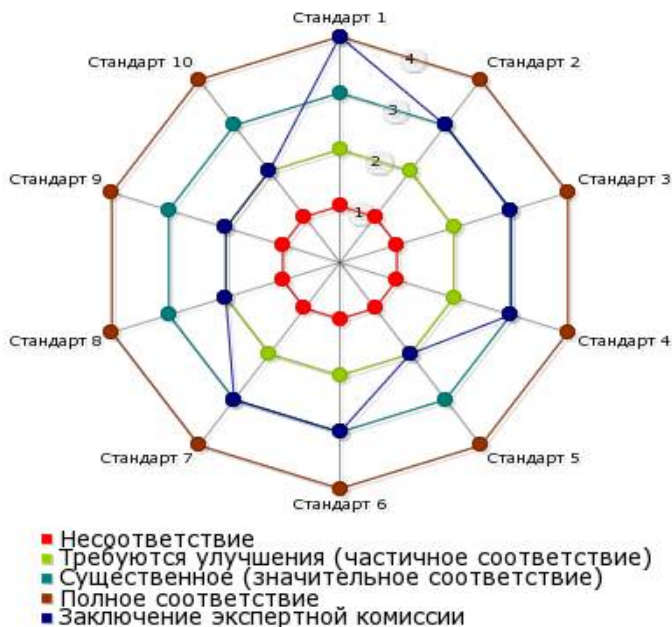 Стандарт 1
Стандарт 10
4
Стандарт 2
3
2
Стандарт 9
1
Стандарт 3
Стандарт 8
Стандарт 4
Стандарт 7
Стандарт 5
Стандарт 6
Несоответствие
Требуются улучшения (частичное соответствие)
Существенное (значительное соответствие)
Полное соответствие
Заключение экспертной комиссии